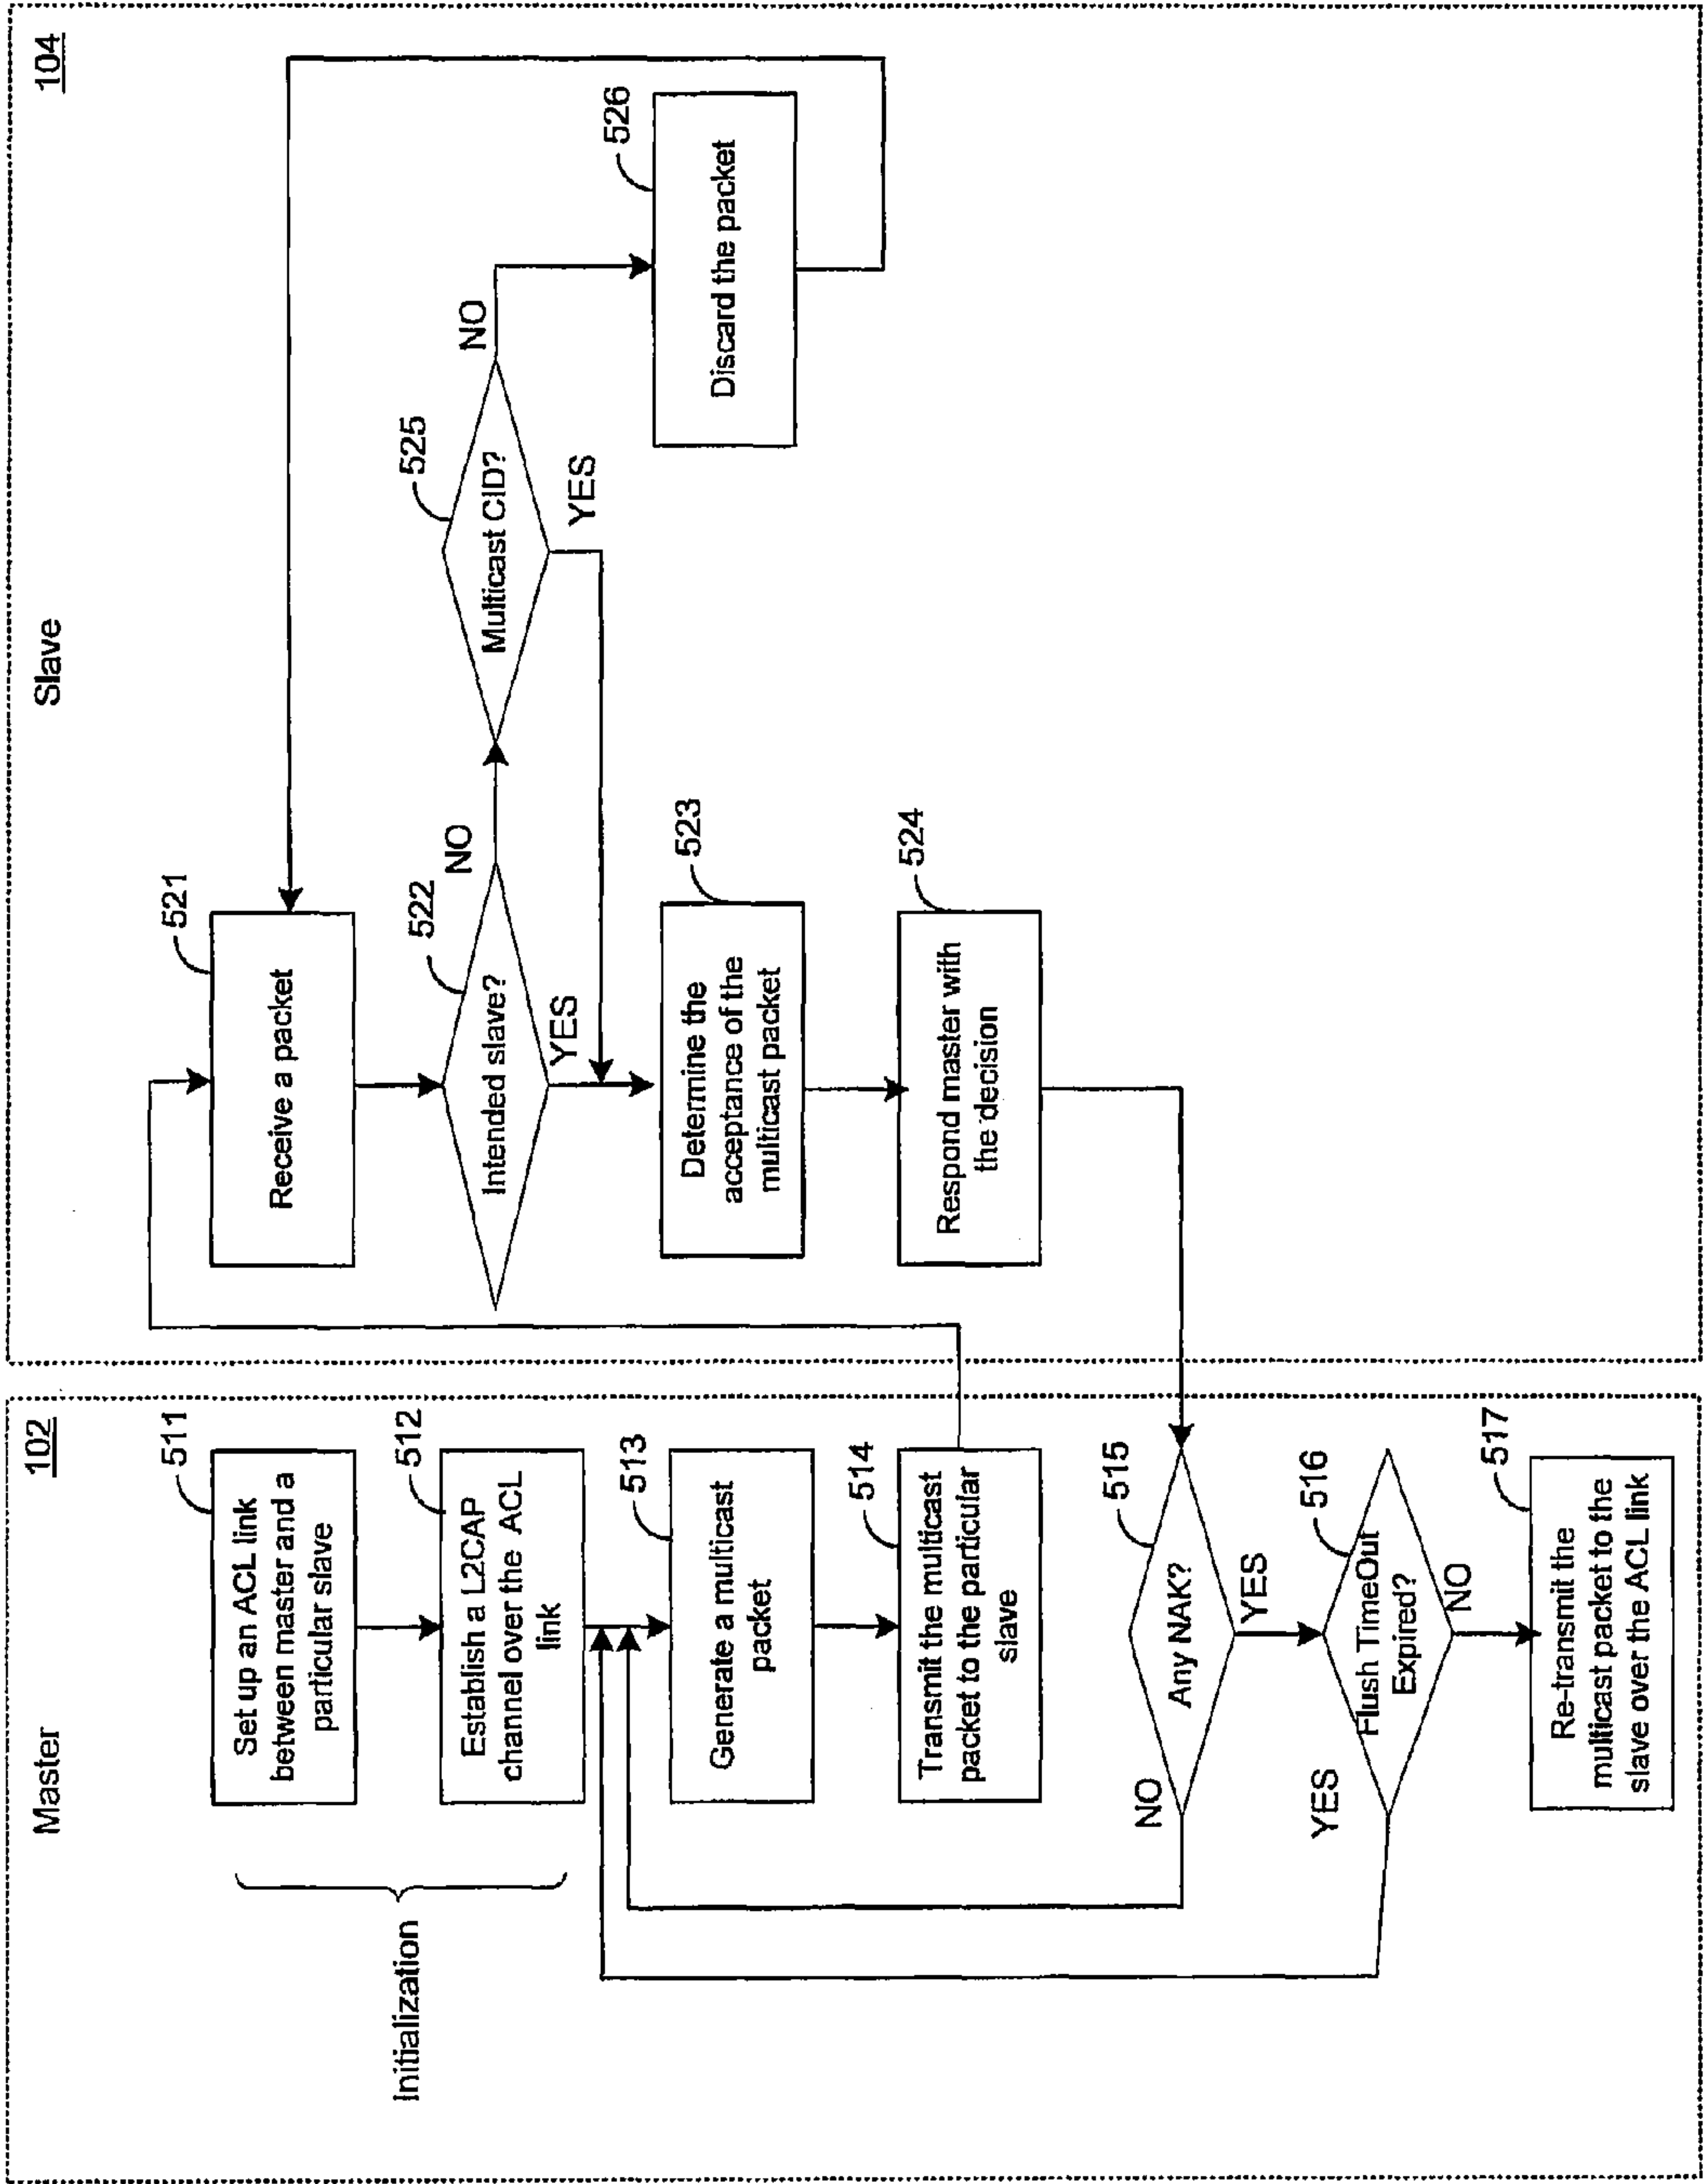 Master
102
511
Set up an ACL link
between master and a
particular slave
512
Establish a L2CAP
channel over the ACL
link
Initialization
513
Generate a multicast
packet
514
Transmit the multicast
packet to the particular
slave
515
Any NAK?
NO
YES
516
Flush TimeOut
Expired?
YES
NO
517
Re-transmit the
multicast packet to the
slave over the ACL link
Slave
104
521
Receive a packet
522
Intended slave?
NO
YES
525
Multicast CID?
NO
YES
526
Discard the packet
523
Determine the
acceptance of the
multicast packet
524
Respond master with
the decision